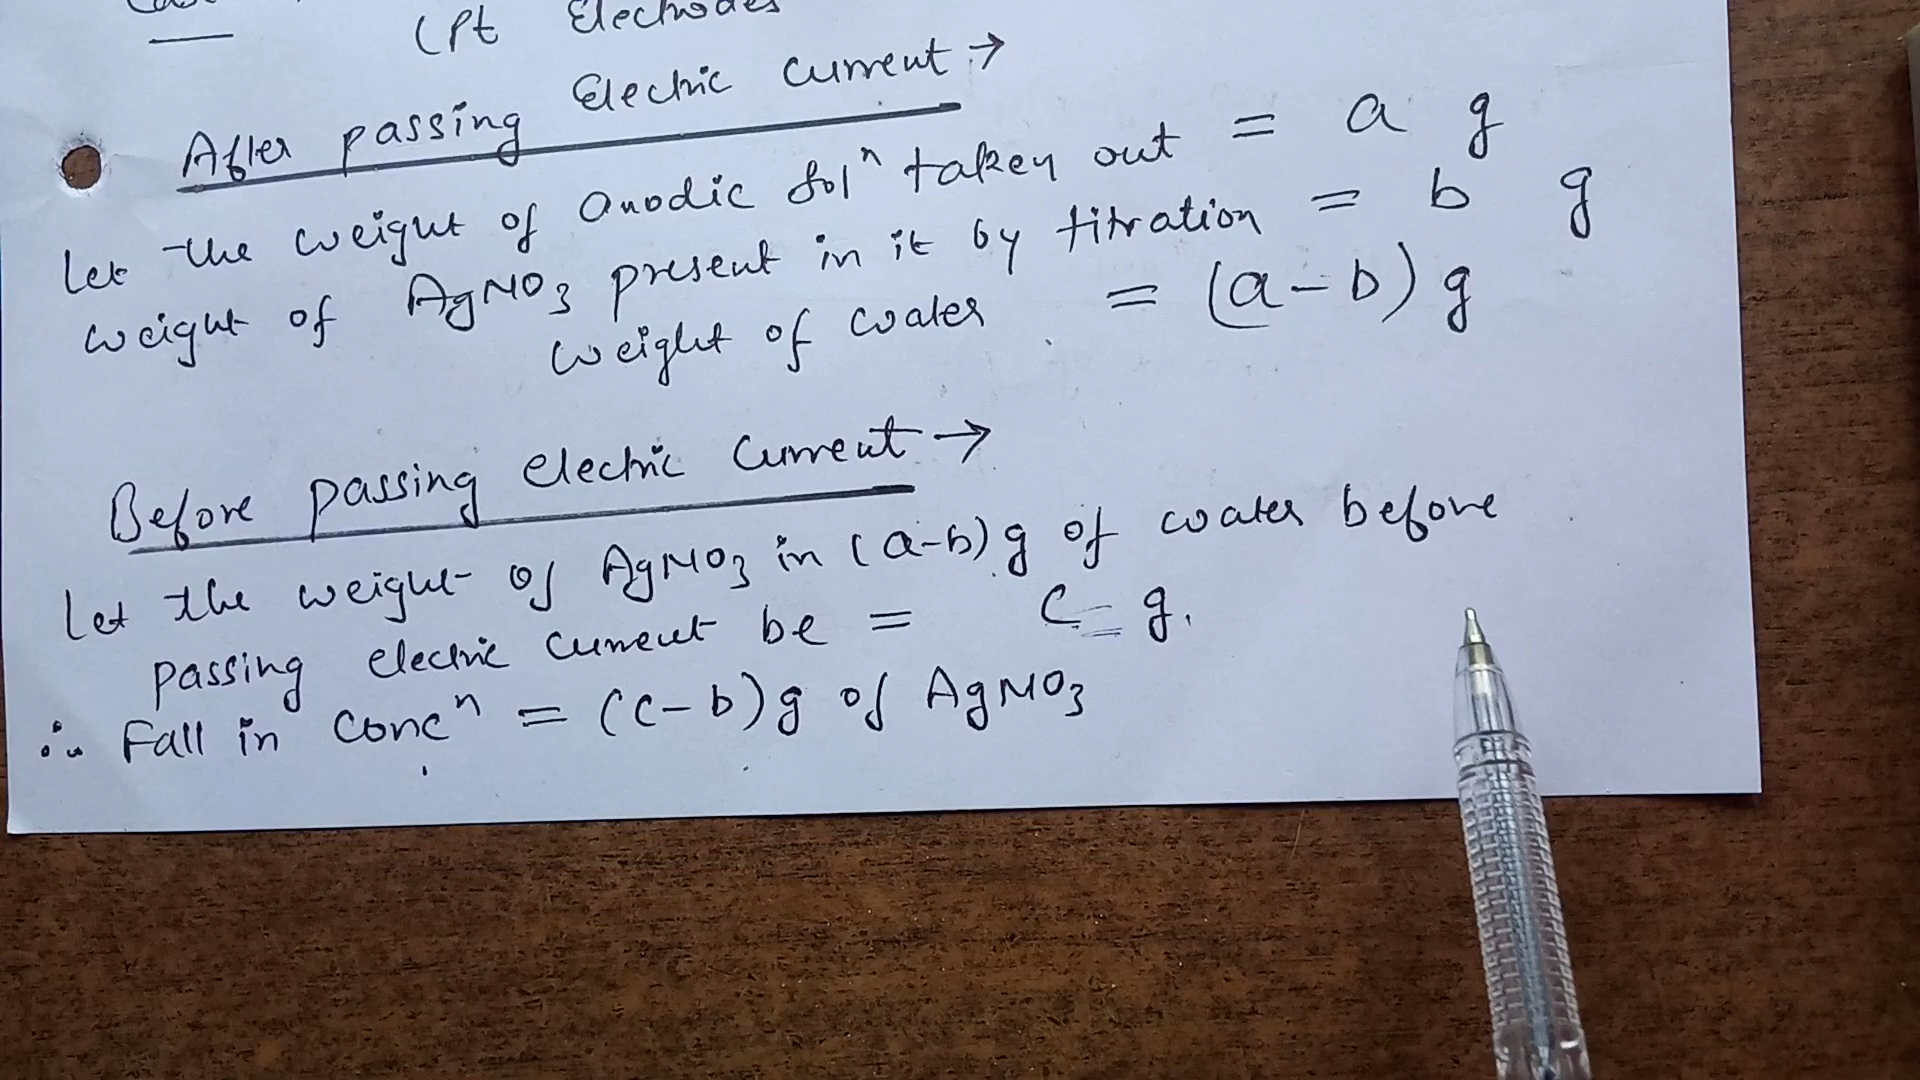 (Pt Electrodes
After passing Electric Current →
Let the weight of anodic solⁿ taken out = a g
weight of AgNO₃ present in it by titration = b g
weight of water = (a-b) g
Before passing electric current →
Let the weight of AgNO₃ in (a-b) g of water before
passing electric current be = c g.
∴ Fall in Concⁿ = (c-b) g of AgNO₃